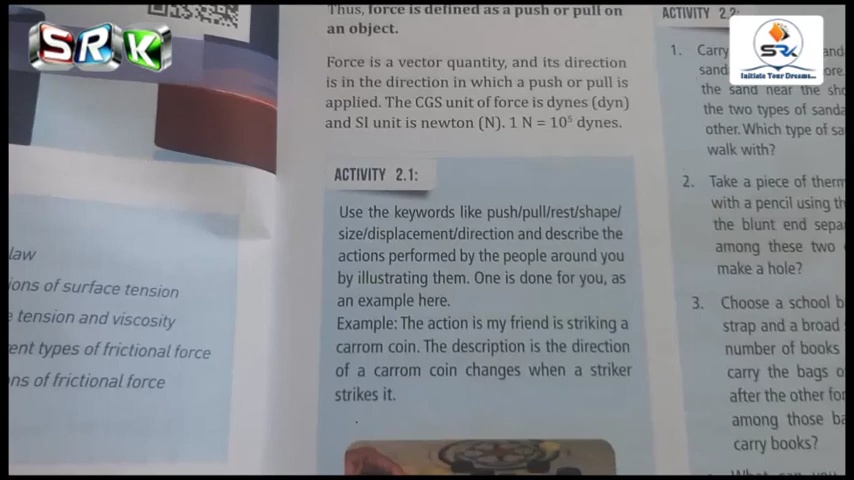 SRK
SRK
Initiate Your Dreams...
law
ions of surface tension
tension and viscosity
ent types of frictional force
ns of frictional force
Thus, force is defined as a push or pull on
an object.
Force is a vector quantity, and its direction
is in the direction in which a push or pull is
applied. The CGS unit of force is dynes (dyn)
and SI unit is newton (N). 1 N = 10⁵ dynes.
ACTIVITY 2.1:
Use the keywords like push/pull/rest/shape/
size/displacement/direction and describe the
actions performed by the people around you
by illustrating them. One is done for you, as
an example here.
Example: The action is my friend is striking a
carrom coin. The description is the direction
of a carrom coin changes when a striker
strikes it.
ACTIVITY 2.2:
1. Carry
sand
the sand near the sho
the two types of sanda
other. Which type of sa
walk with?
2. Take a piece of therm
with a pencil using th
the blunt end sepa
among these two
make a hole?
3. Choose a school b
strap and a broad
number of books
carry the bags o
after the other for
among those ba
carry books?